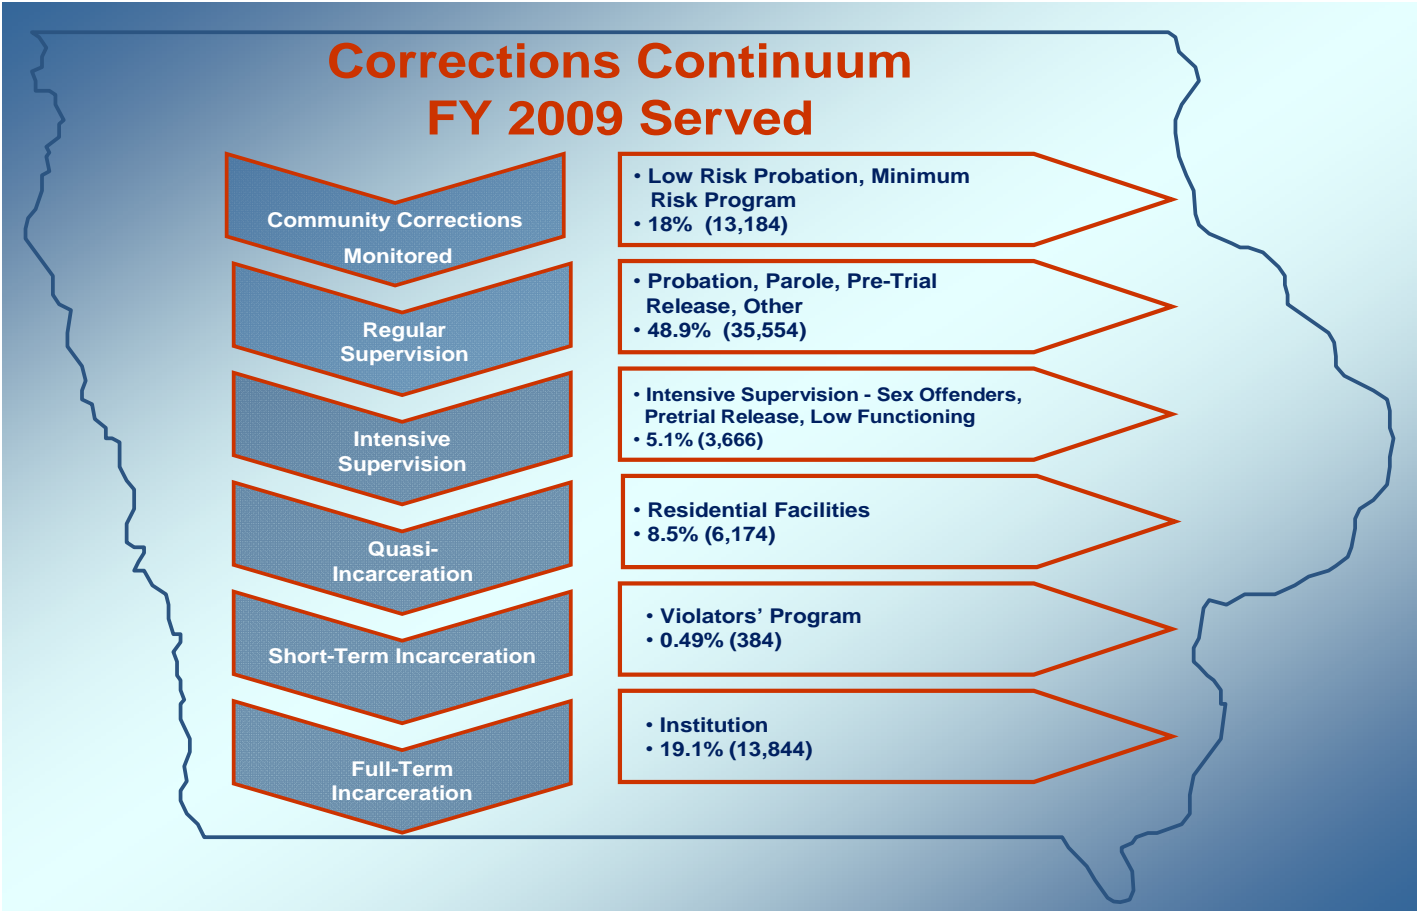 Corrections Continuum
FY 2009 Served
Community Corrections
Monitored
• Low Risk Probation, Minimum
Risk Program
• 18%  (13,184)
Regular
Supervision
• Probation, Parole, Pre-Trial
Release, Other
• 48.9%  (35,554)
Intensive
Supervision
• Intensive Supervision - Sex Offenders,
Pretrial Release, Low Functioning
• 5.1% (3,666)
Quasi-
Incarceration
• Residential Facilities
• 8.5% (6,174)
Short-Term Incarceration
• Violators’ Program
• 0.49% (384)
Full-Term
Incarceration
• Institution
• 19.1% (13,844)